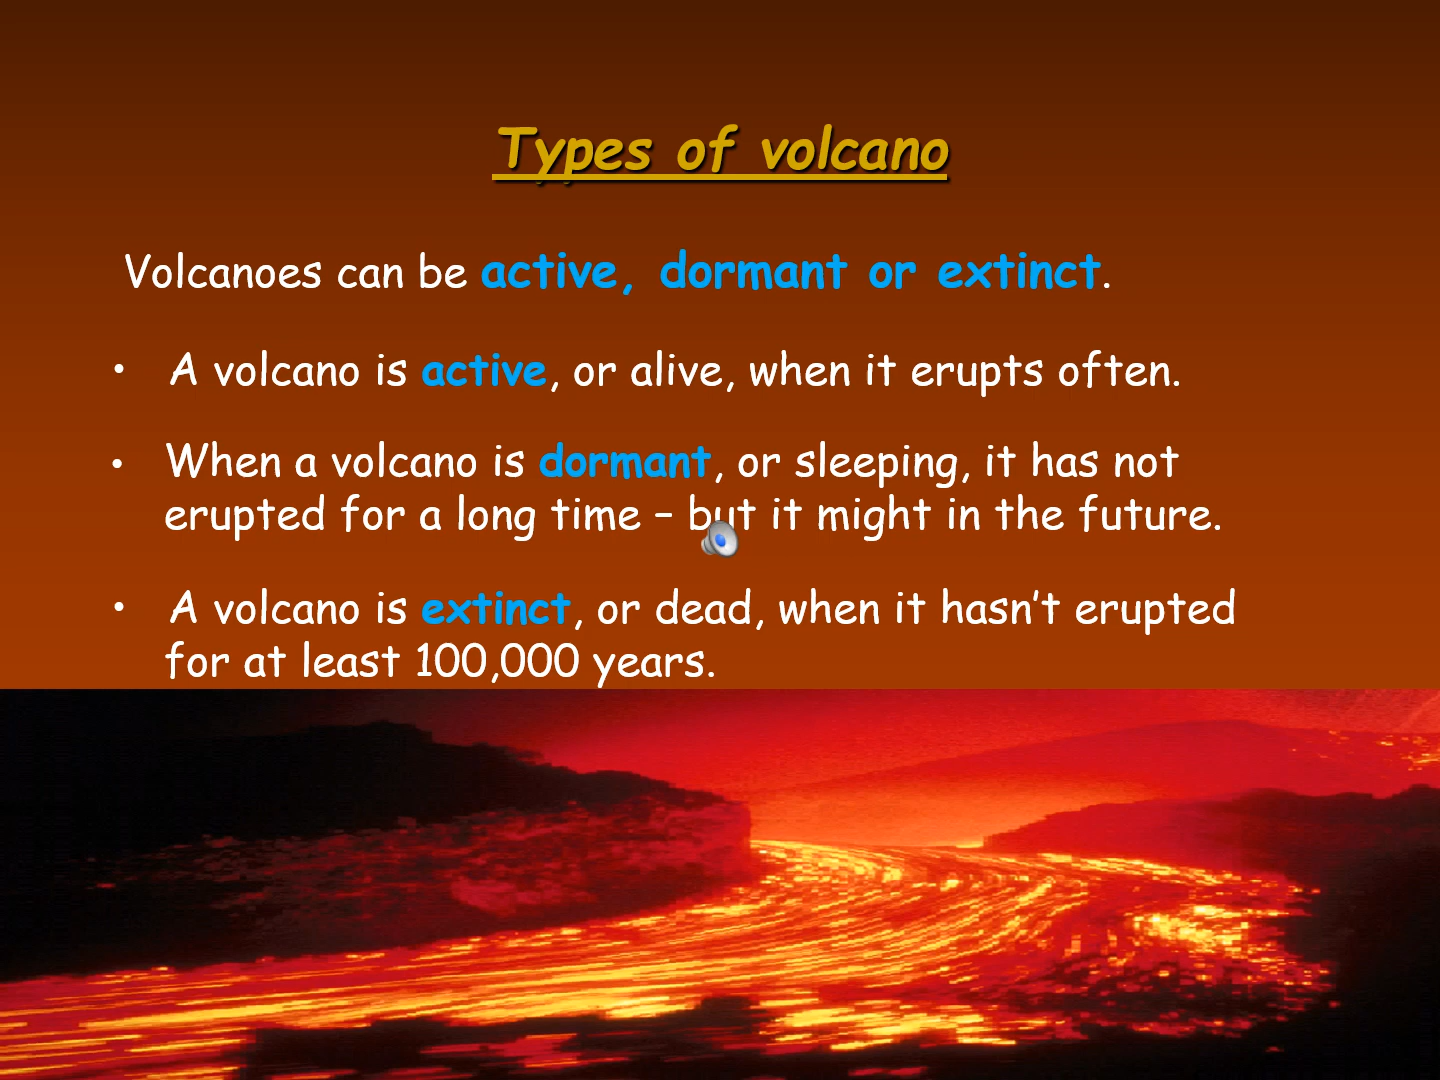 Types of volcano
Volcanoes can be active, dormant or extinct.
• A volcano is active, or alive, when it erupts often.
• When a volcano is dormant, or sleeping, it has not
erupted for a long time – but it might in the future.
• A volcano is extinct, or dead, when it hasn’t erupted
for at least 100,000 years.